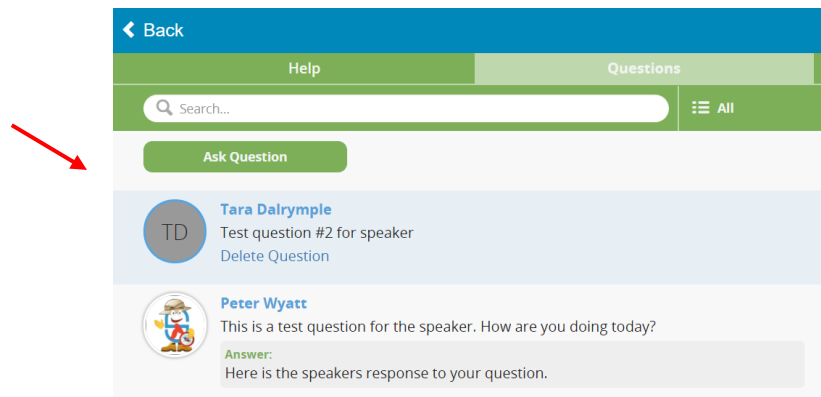 Back
Help
Questions
Search...
All
Ask Question
TD
Tara Dalrymple
Test question #2 for speaker
Delete Question
Peter Wyatt
This is a test question for the speaker. How are you doing today?
Answer:
Here is the speakers response to your question.